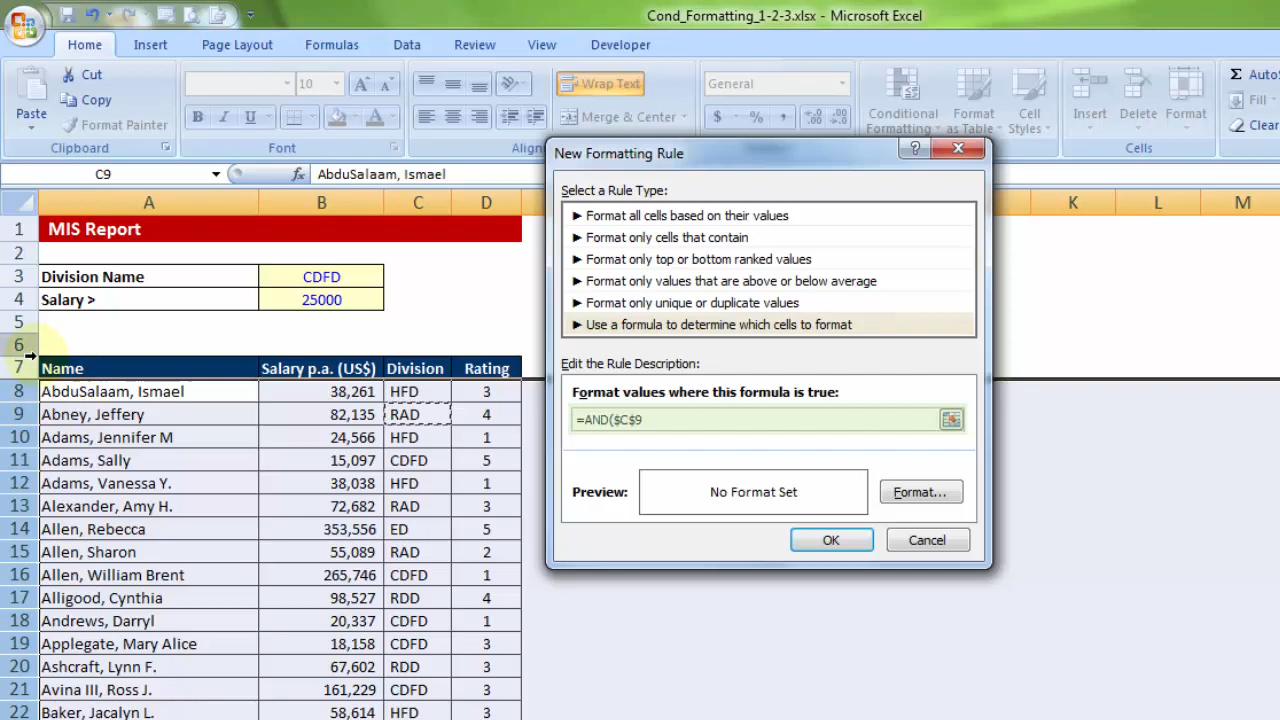 Cond_Formatting_1-2-3.xlsx - Microsoft Excel
Home Insert Page Layout Formulas Data Review View Developer
Cut
Copy
Format Painter
Paste
Clipboard
10
B I U
Font
Wrap Text
Merge & Center
Align
General
$ % ,
Conditional Formatting
Format as Table
Cell Styles
Insert Delete Format
Cells
Σ Auto
Fill
Clear
C9 fx AbduSalaam, Ismael
A B C D K L M
1 MIS Report
2
3 Division Name CDFD
4 Salary > 25000
5
6
7 Name Salary p.a. (US$) Division Rating
8 AbduSalaam, Ismael 38,261 HFD 3
9 Abney, Jeffery 82,135 RAD 4
10 Adams, Jennifer M 24,566 HFD 1
11 Adams, Sally 15,097 CDFD 5
12 Adams, Vanessa Y. 38,038 HFD 1
13 Alexander, Amy H. 72,682 RAD 3
14 Allen, Rebecca 353,556 ED 5
15 Allen, Sharon 55,089 RAD 2
16 Allen, William Brent 265,746 CDFD 1
17 Alligood, Cynthia 98,527 RDD 4
18 Andrews, Darryl 20,337 CDFD 1
19 Applegate, Mary Alice 18,158 CDFD 3
20 Ashcraft, Lynn F. 67,602 RDD 3
21 Avina III, Ross J. 161,229 CDFD 3
22 Baker, Jacalyn L. 58,614 HFD 3
New Formatting Rule
?
Select a Rule Type:
► Format all cells based on their values
► Format only cells that contain
► Format only top or bottom ranked values
► Format only values that are above or below average
► Format only unique or duplicate values
► Use a formula to determine which cells to format
Edit the Rule Description:
Format values where this formula is true:
=AND($C$9
Preview: No Format Set Format...
OK Cancel